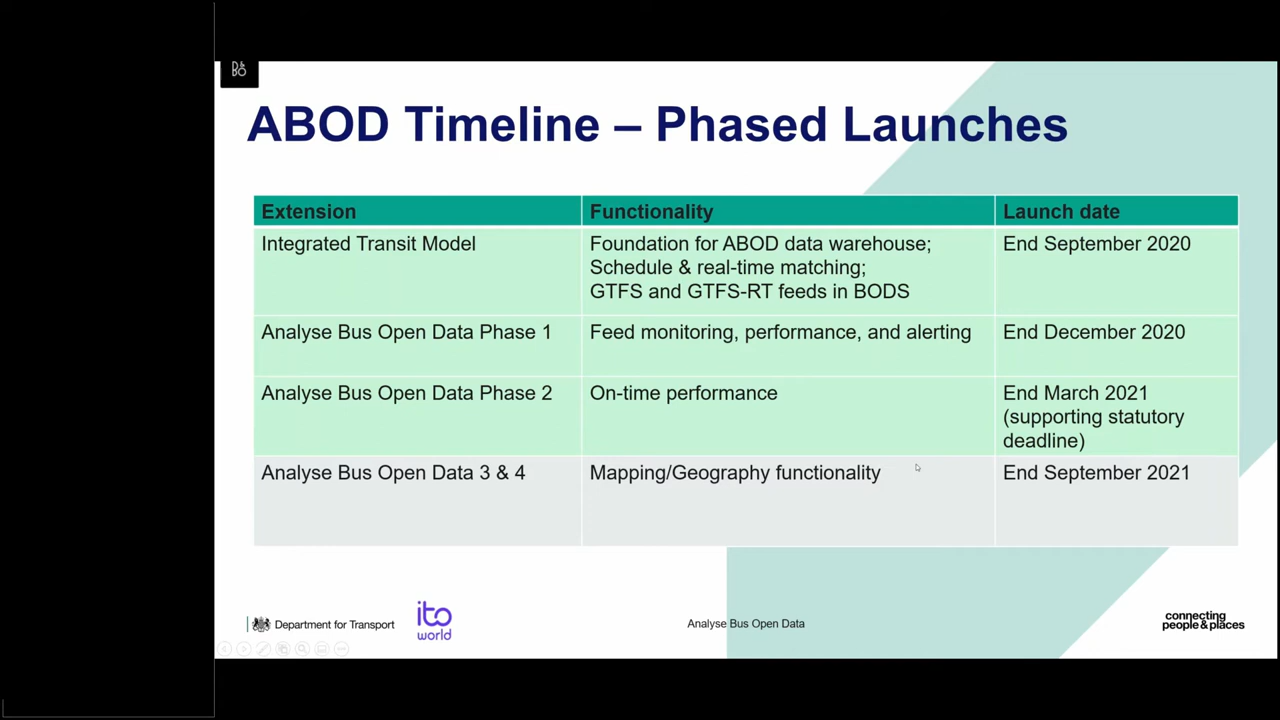 D&
BO
ABOD Timeline – Phased Launches
Extension Functionality Launch date
Integrated Transit Model Foundation for ABOD data warehouse; End September 2020
Schedule & real-time matching;
GTFS and GTFS-RT feeds in BODS
Analyse Bus Open Data Phase 1 Feed monitoring, performance, and alerting End December 2020
Analyse Bus Open Data Phase 2 On-time performance End March 2021
(supporting statutory
deadline)
Analyse Bus Open Data 3 & 4 Mapping/Geography functionality End September 2021
Department for Transport
ito
world
Analyse Bus Open Data
connecting
people&places